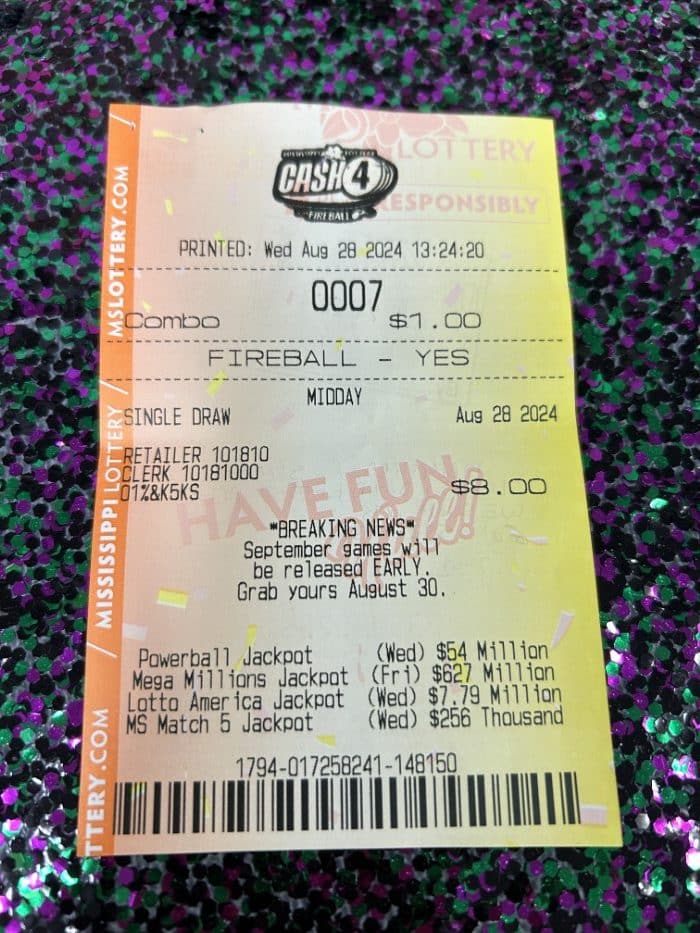 LOTTERY
RESPONSIBLY
CASH 4
FIREBALL
PRINTED: Wed Aug 28 2024 13:24:20
0007
Combo $1.00
FIREBALL - YES
MIDDAY
SINGLE DRAW Aug 28 2024
RETAILER 101810
CLERK 10181000
01%&K5KS $8.00
HAVE FUN
*BREAKING NEWS*
September games will
be released EARLY.
Grab yours August 30.
Powerball Jackpot (Wed) $54 Million
Mega Millions Jackpot (Fri) $627 Million
Lotto America Jackpot (Wed) $7.79 Million
MS Match 5 Jackpot (Wed) $256 Thousand
1794-017258241-148150
TTERY.COM / MISSISSIPPI LOTTERY / MSLOTTERY.COM /